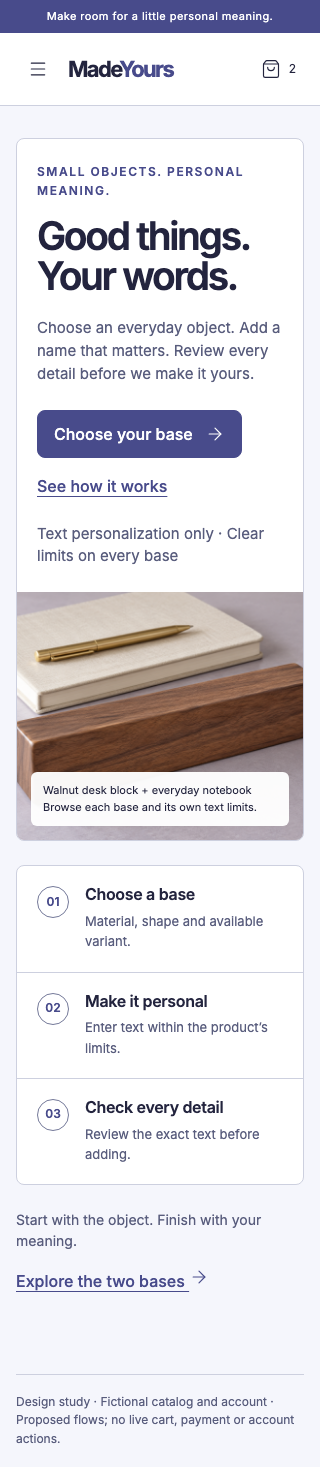 Make room for a little personal meaning.
MadeYours
2
SMALL OBJECTS. PERSONAL
MEANING.
Good things.
Your words.
Choose an everyday object. Add a
name that matters. Review every
detail before we make it yours.
Choose your base
See how it works
Text personalization only · Clear
limits on every base
Walnut desk block + everyday notebook
Browse each base and its own text limits.
01
Choose a base
Material, shape and available
variant.
02
Make it personal
Enter text within the product’s
limits.
03
Check every detail
Review the exact text before
adding.
Start with the object. Finish with your
meaning.
Explore the two bases
Design study · Fictional catalog and account ·
Proposed flows; no live cart, payment or account
actions.